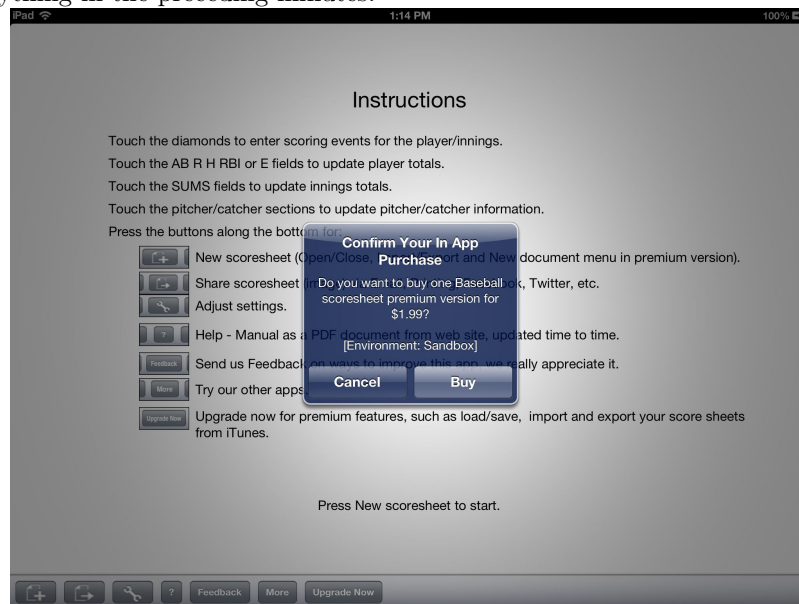 iPad
1:14 PM
100%
Instructions
Touch the diamonds to enter scoring events for the player/innings.
Touch the AB R H RBI or E fields to update player totals.
Touch the SUMS fields to update innings totals.
Touch the pitcher/catcher sections to update pitcher/catcher information.
Press the buttons along the bottom for:
New scoresheet (Open/Close, and New document menu in premium version).
Share scoresheet Twitter, etc.
Adjust settings.
? Help - Manual as a PDF document from web site, updated time to time.
Feedback Send us Feedback on ways to improve this app, we really appreciate it.
More Try our other apps
Upgrade Now Upgrade now for premium features, such as load/save, import and export your score sheets
from iTunes.
Confirm Your In App
Purchase
Do you want to buy one Baseball
scoresheet premium version for
$1.99?
[Environment: Sandbox]
Cancel Buy
Press New scoresheet to start.
? Feedback More Upgrade Now